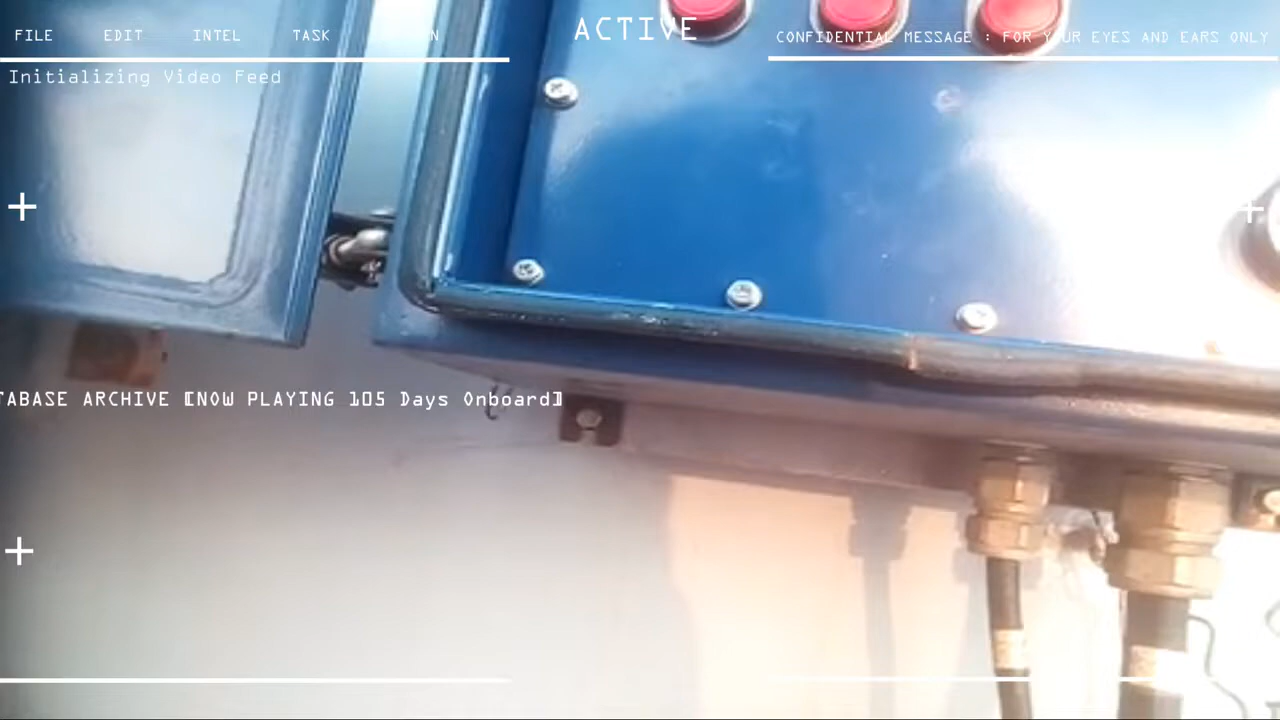 FILE EDIT INTEL TASK
ACTIVE
CONFIDENTIAL MESSAGE : FOR YOUR EYES AND EARS ONLY
Initializing Video Feed
TABASE ARCHIVE [NOW PLAYING 105 Days Onboard]